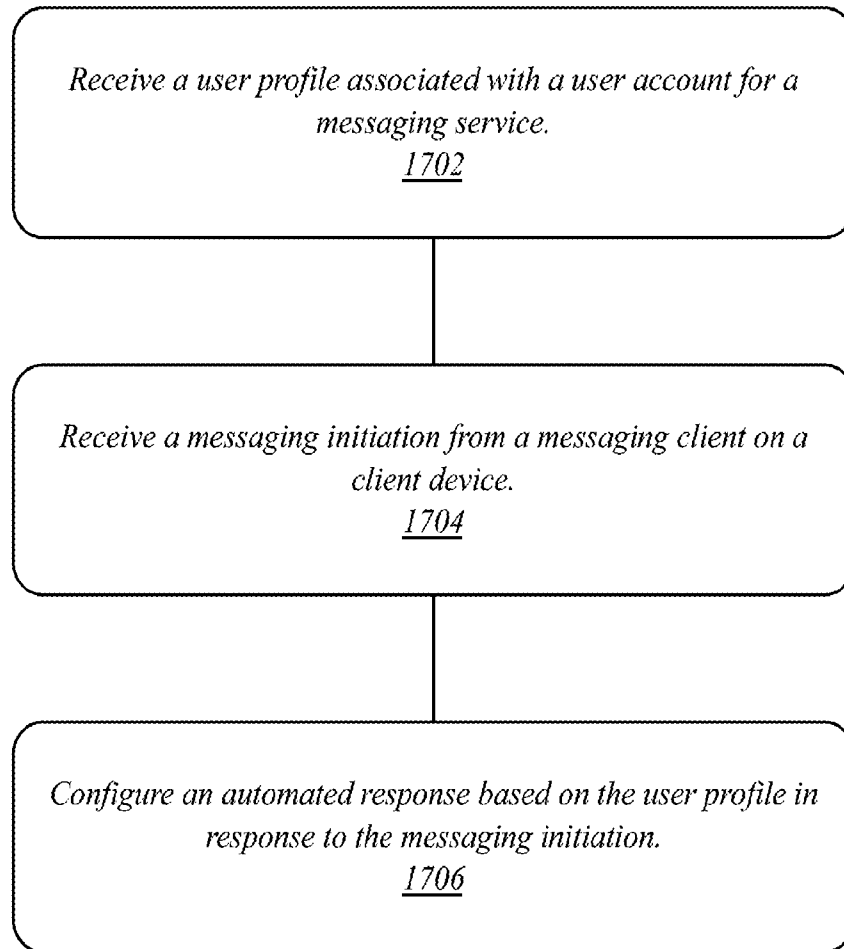 Receive a user profile associated with a user account for a
messaging service.
1702
Receive a messaging initiation from a messaging client on a
client device.
1704
Configure an automated response based on the user profile in
response to the messaging initiation.
1706